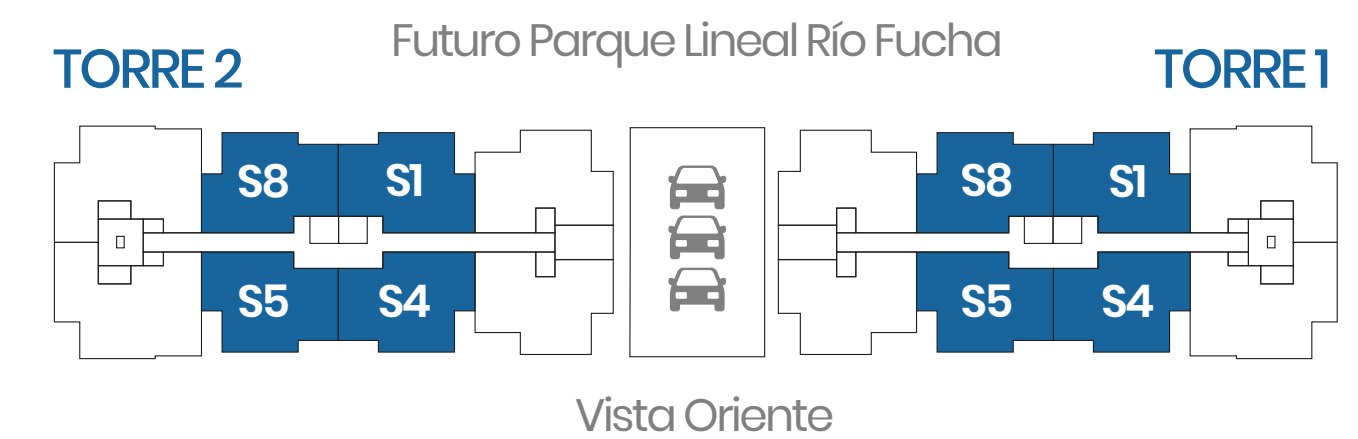 Futuro Parque Lineal Río Fucha
TORRE 2
TORRE 1
S8
S1
S8
S1
S5
S4
S5
S4
Vista Oriente